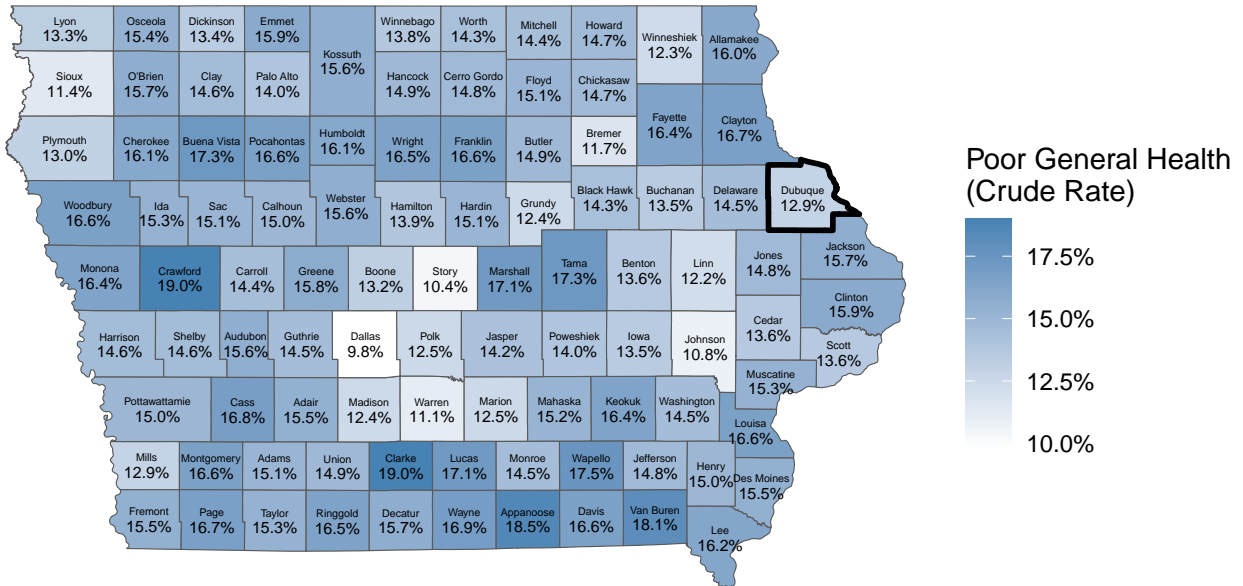 Lyon
13.3%
Osceola
15.4%
Dickinson
13.4%
Emmet
15.9%
Kossuth
15.6%
Winnebago
13.8%
Worth
14.3%
Mitchell
14.4%
Howard
14.7%
Winneshiek
12.3%
Allamakee
16.0%
Sioux
11.4%
O'Brien
15.7%
Clay
14.6%
Palo Alto
14.0%
Hancock
14.9%
Cerro Gordo
14.8%
Floyd
15.1%
Chickasaw
14.7%
Fayette
16.4%
Clayton
16.7%
Plymouth
13.0%
Cherokee
16.1%
Buena Vista
17.3%
Pocahontas
16.6%
Humboldt
16.1%
Wright
16.5%
Franklin
16.6%
Butler
14.9%
Bremer
11.7%
Woodbury
16.6%
Ida
15.3%
Sac
15.1%
Calhoun
15.0%
Webster
15.6%
Hamilton
13.9%
Hardin
15.1%
Grundy
12.4%
Black Hawk
14.3%
Buchanan
13.5%
Delaware
14.5%
Dubuque
12.9%
Monona
16.4%
Crawford
19.0%
Carroll
14.4%
Greene
15.8%
Boone
13.2%
Story
10.4%
Marshall
17.1%
Tama
17.3%
Benton
13.6%
Linn
12.2%
Jones
14.8%
Jackson
15.7%
Clinton
15.9%
Harrison
14.6%
Shelby
14.6%
Audubon
15.6%
Guthrie
14.5%
Dallas
9.8%
Polk
12.5%
Jasper
14.2%
Poweshiek
14.0%
Iowa
13.5%
Johnson
10.8%
Cedar
13.6%
Scott
13.6%
Muscatine
15.3%
Pottawattamie
15.0%
Cass
16.8%
Adair
15.5%
Madison
12.4%
Warren
11.1%
Marion
12.5%
Mahaska
15.2%
Keokuk
16.4%
Washington
14.5%
Louisa
16.6%
Mills
12.9%
Montgomery
16.6%
Adams
15.1%
Union
14.9%
Clarke
19.0%
Lucas
17.1%
Monroe
14.5%
Wapello
17.5%
Jefferson
14.8%
Henry
15.0%
Des Moines
15.5%
Fremont
15.5%
Page
16.7%
Taylor
15.3%
Ringgold
16.5%
Decatur
15.7%
Wayne
16.9%
Appanoose
18.5%
Davis
16.6%
Van Buren
18.1%
Lee
16.2%
Poor General Health
(Crude Rate)
17.5%
15.0%
12.5%
10.0%